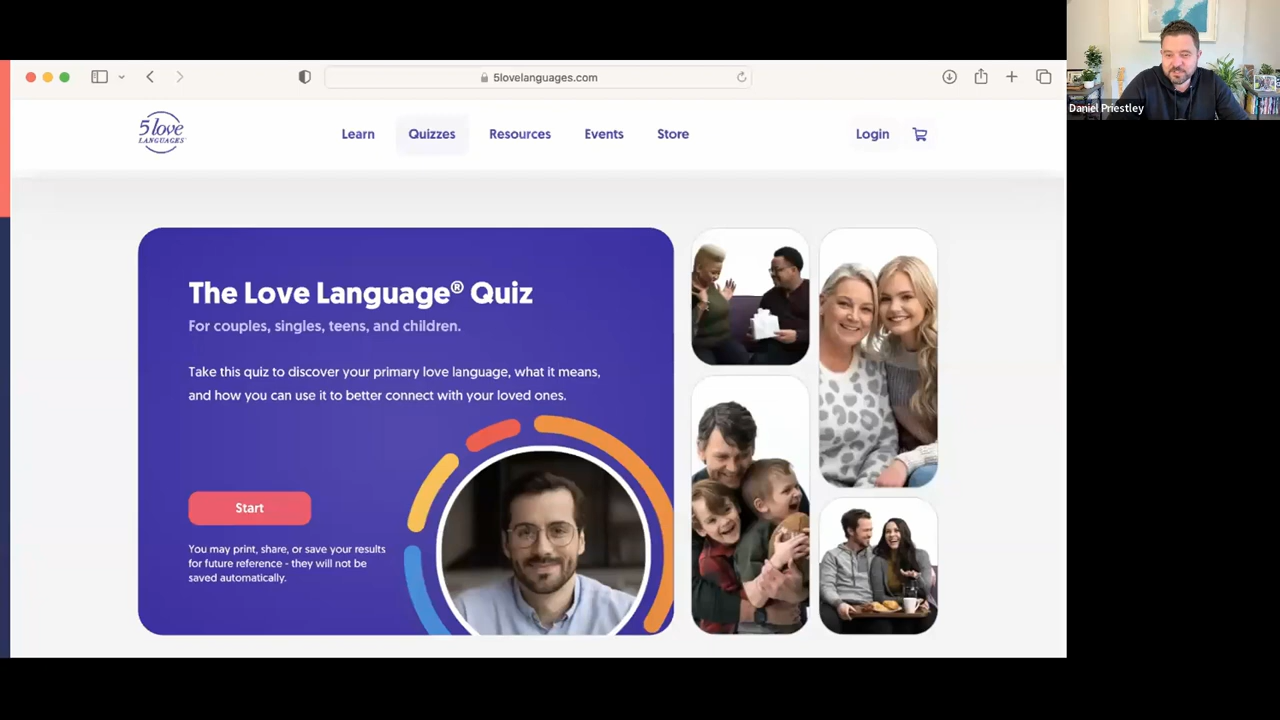 5lovelanguages.com
Daniel Priestley
5 love
LANGUAGES
Learn
Quizzes
Resources
Events
Store
Login
The Love Language® Quiz
For couples, singles, teens, and children.
Take this quiz to discover your primary love language, what it means,
and how you can use it to better connect with your loved ones.
Start
You may print, share, or save your results
for future reference - they will not be
saved automatically.